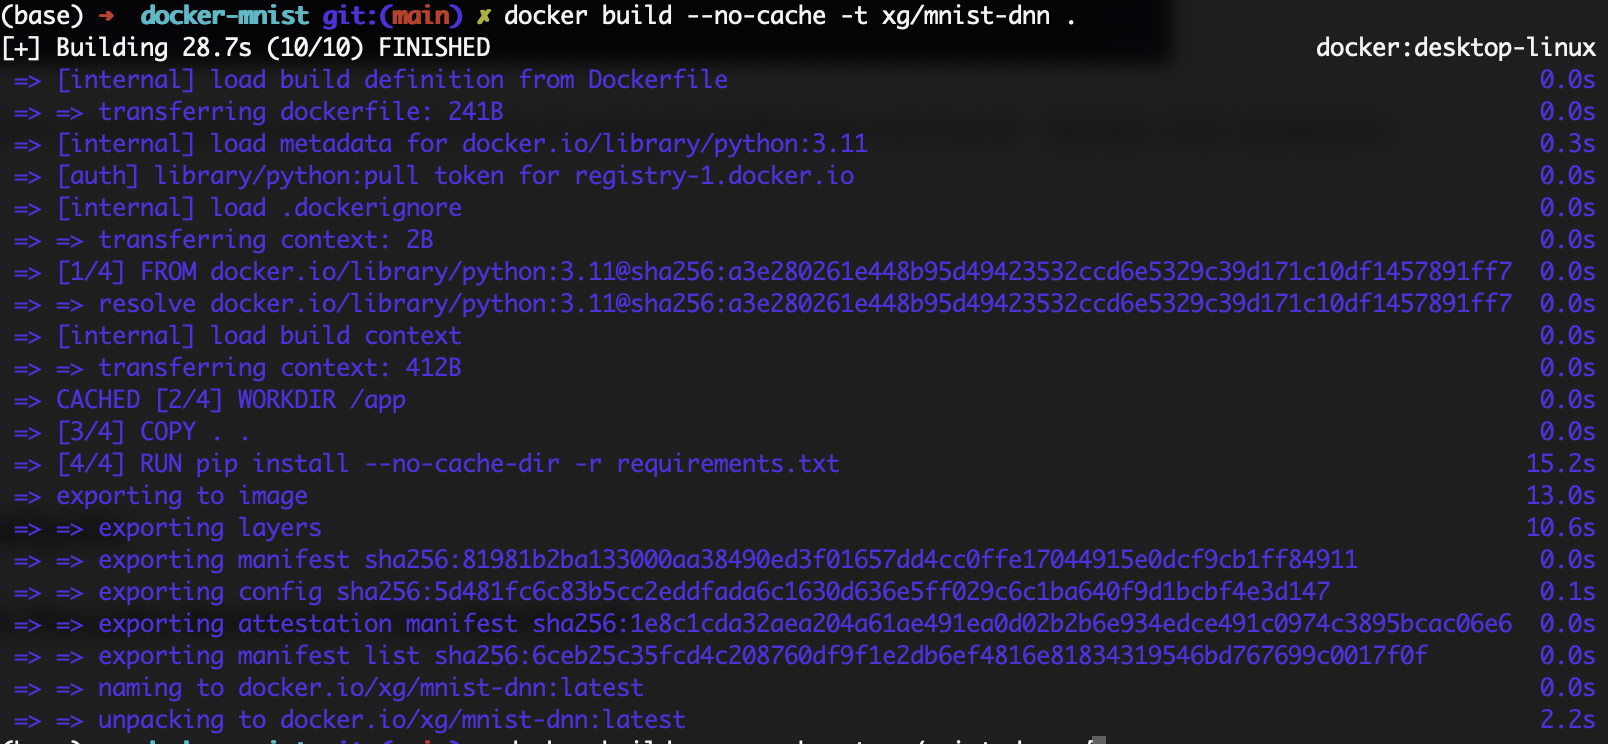 (base) ➜  docker-mnist git:(main) ✗ docker build --no-cache -t xg/mnist-dnn .
[+] Building 28.7s (10/10) FINISHED docker:desktop-linux
=> [internal] load build definition from Dockerfile 0.0s
=> => transferring dockerfile: 241B 0.0s
=> [internal] load metadata for docker.io/library/python:3.11 0.3s
=> [auth] library/python:pull token for registry-1.docker.io 0.0s
=> [internal] load .dockerignore 0.0s
=> => transferring context: 2B 0.0s
=> [1/4] FROM docker.io/library/python:3.11@sha256:a3e280261e448b95d49423532ccd6e5329c39d171c10df1457891ff7 0.0s
=> => resolve docker.io/library/python:3.11@sha256:a3e280261e448b95d49423532ccd6e5329c39d171c10df1457891ff7 0.0s
=> [internal] load build context 0.0s
=> => transferring context: 412B 0.0s
=> CACHED [2/4] WORKDIR /app 0.0s
=> [3/4] COPY . . 0.0s
=> [4/4] RUN pip install --no-cache-dir -r requirements.txt 15.2s
=> exporting to image 13.0s
=> => exporting layers 10.6s
=> => exporting manifest sha256:81981b2ba133000aa38490ed3f01657dd4cc0ffe17044915e0dcf9cb1ff84911 0.0s
=> => exporting config sha256:5d481fc6c83b5cc2eddfada6c1630d636e5ff029c6c1ba640f9d1bcbf4e3d147 0.1s
=> => exporting attestation manifest sha256:1e8c1cda32aea204a61ae491ea0d02b2b6e934edce491c0974c3895bcac06e6 0.0s
=> => exporting manifest list sha256:6ceb25c35fcd4c208760df9f1e2db6ef4816e81834319546bd767699c0017f0f 0.0s
=> => naming to docker.io/xg/mnist-dnn:latest 0.0s
=> => unpacking to docker.io/xg/mnist-dnn:latest 2.2s